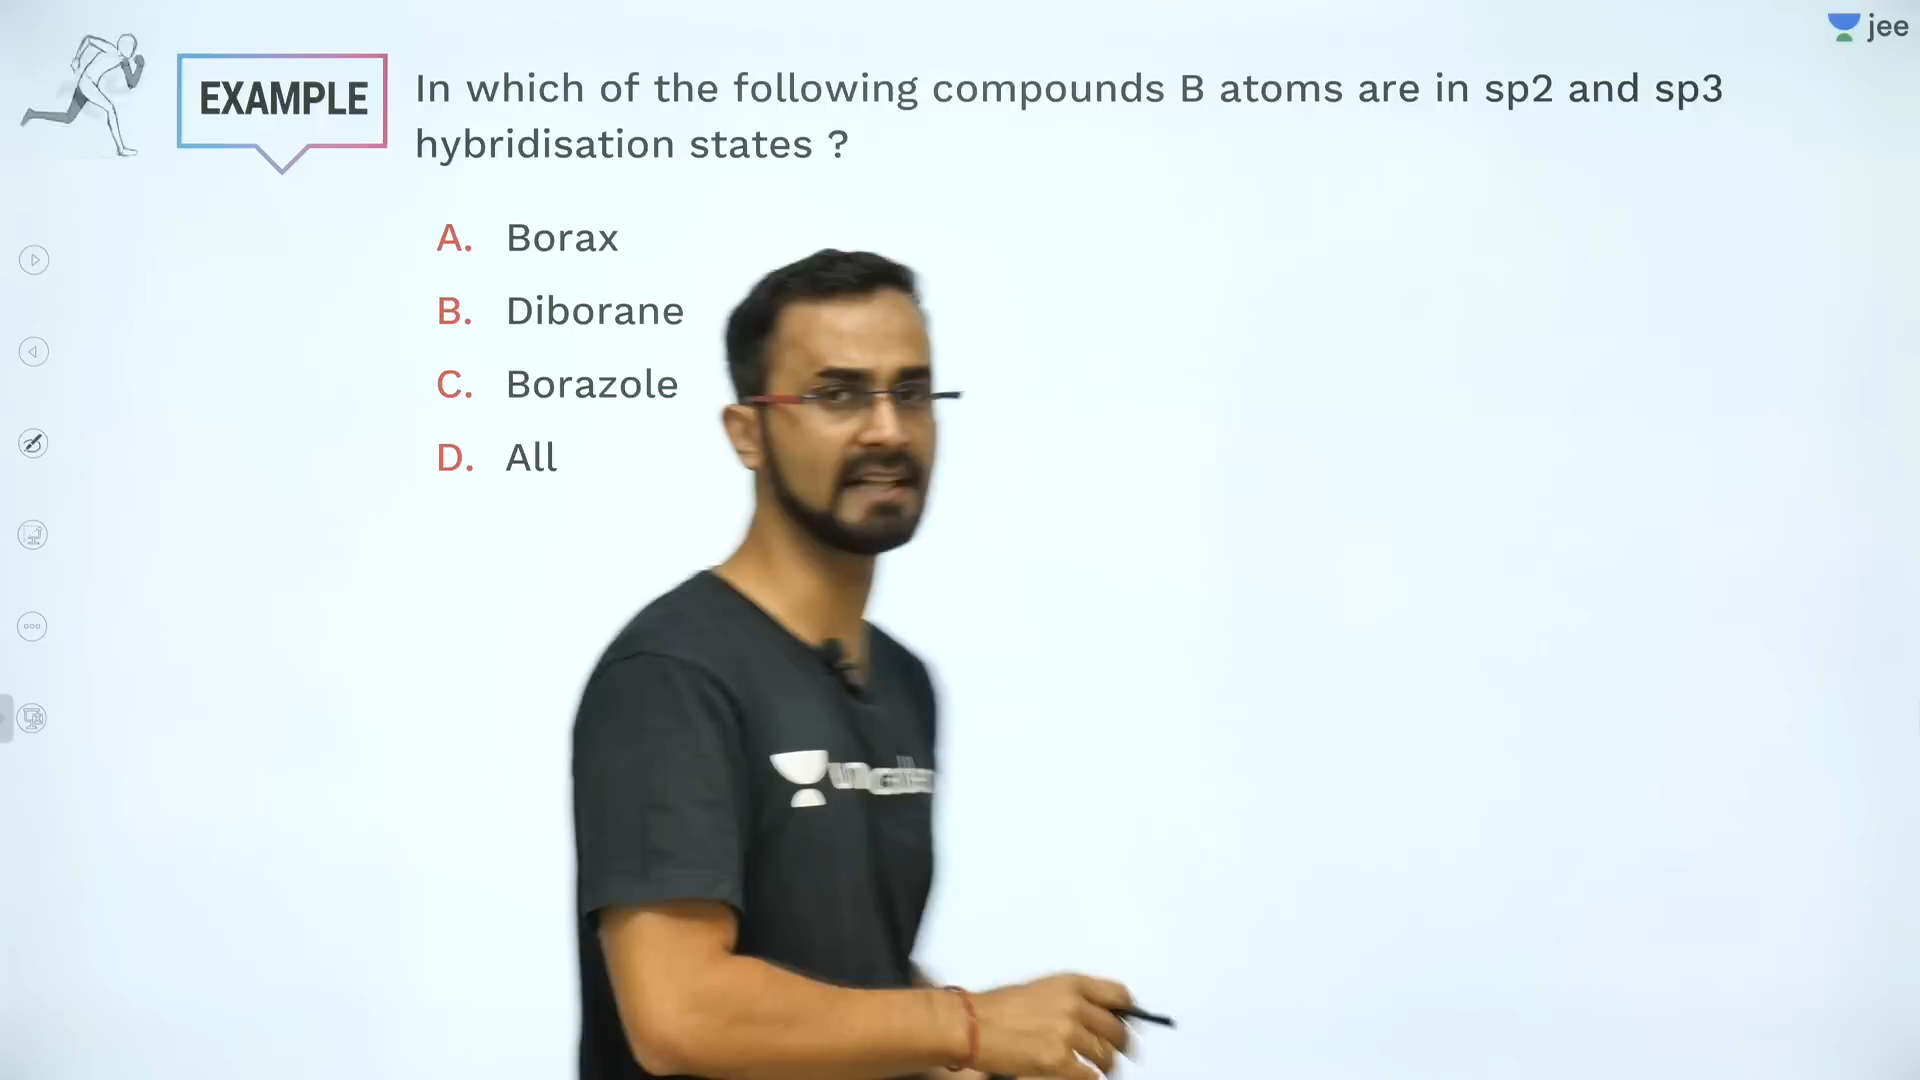 jee
EXAMPLE
In which of the following compounds B atoms are in sp2 and sp3
hybridisation states ?
A. Borax
B. Diborane
C. Borazole
D. All